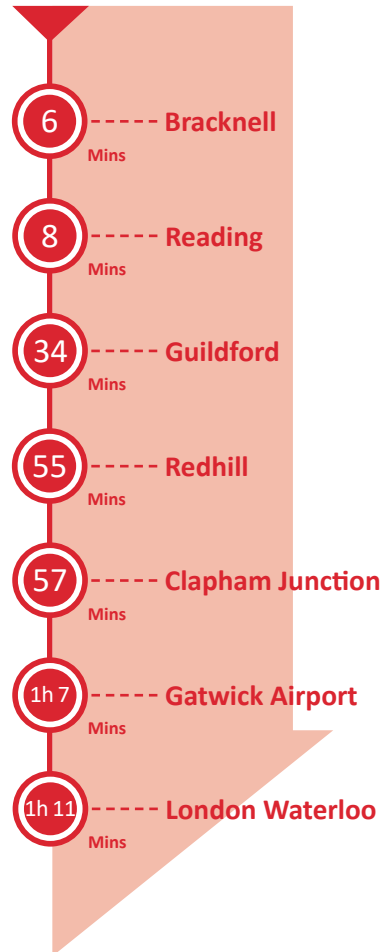 6 Bracknell
Mins
8 Reading
Mins
34 Guildford
Mins
55 Redhill
Mins
57 Clapham Junction
Mins
1h 7 Gatwick Airport
Mins
1h 11 London Waterloo
Mins